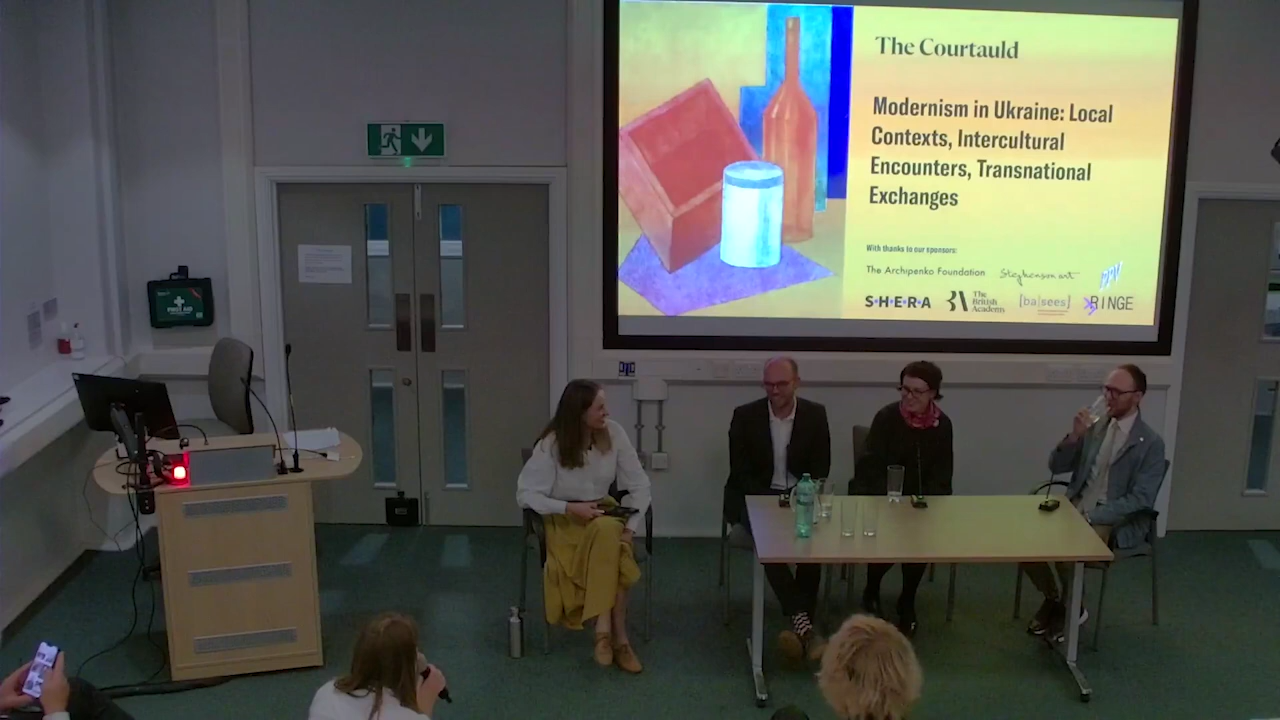 The Courtauld
Modernism in Ukraine: Local
Contexts, Intercultural
Encounters, Transnational
Exchanges
With thanks to our sponsors:
The Archipenko Foundation
Stephenson art
SHERA
The
British
Academy
[ba|sees]
RINGE
FIRST AID